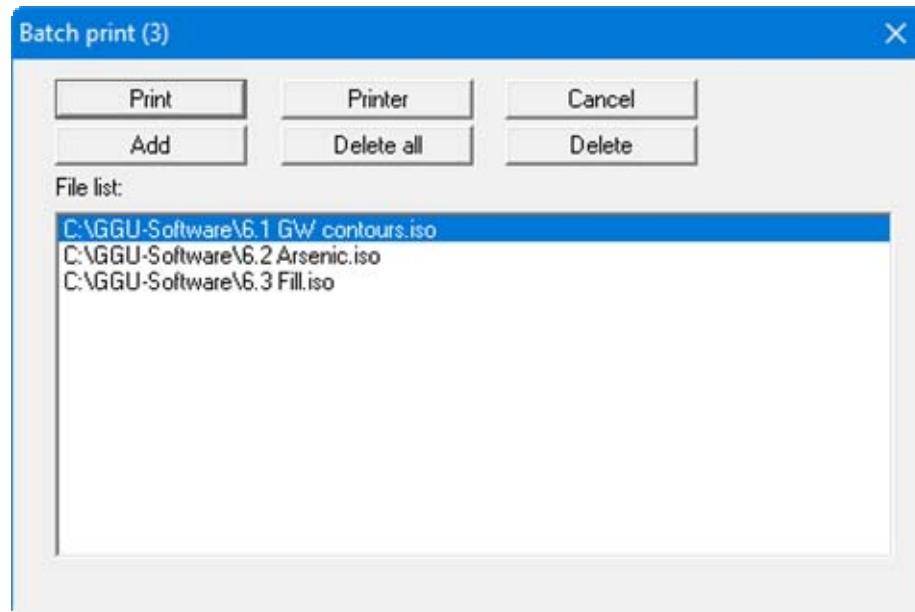 Batch print (3)
Print Printer Cancel
Add Delete all Delete
File list:
C:\GGU-Software\6.1 GW contours.iso
C:\GGU-Software\6.2 Arsenic.iso
C:\GGU-Software\6.3 Fill.iso